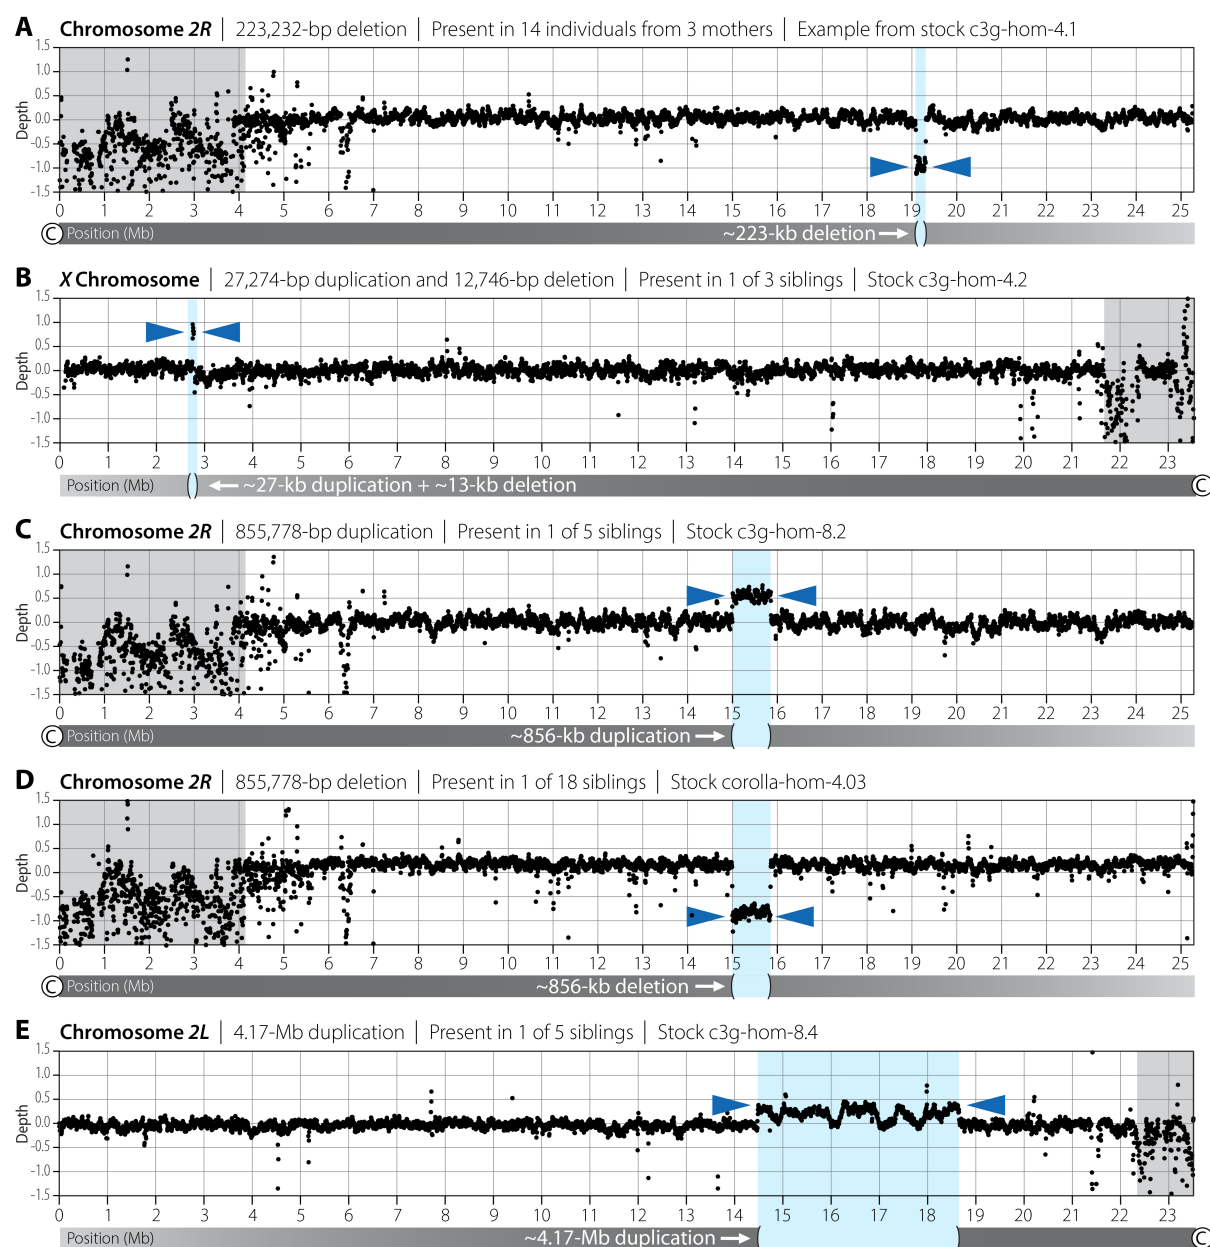 A Chromosome 2R | 223,232-bp deletion | Present in 14 individuals from 3 mothers | Example from stock c3g-hom-4.1
1.5
1.0
0.5
0.0
-0.5
-1.0
-1.5
Depth
0 1 2 3 4 5 6 7 8 9 10 11 12 13 14 15 16 17 18 19 20 21 22 23 24 25
C Position (Mb) ~223-kb deletion
B X Chromosome | 27,274-bp duplication and 12,746-bp deletion | Present in 1 of 3 siblings | Stock c3g-hom-4.2
1.5
1.0
0.5
0.0
-0.5
-1.0
-1.5
Depth
0 1 2 3 4 5 6 7 8 9 10 11 12 13 14 15 16 17 18 19 20 21 22 23
Position (Mb) ~27-kb duplication + ~13-kb deletion C
C Chromosome 2R | 855,778-bp duplication | Present in 1 of 5 siblings | Stock c3g-hom-8.2
1.5
1.0
0.5
0.0
-0.5
-1.0
-1.5
Depth
0 1 2 3 4 5 6 7 8 9 10 11 12 13 14 15 16 17 18 19 20 21 22 23 24 25
C Position (Mb) ~856-kb duplication
D Chromosome 2R | 855,778-bp deletion | Present in 1 of 18 siblings | Stock corolla-hom-4.03
1.5
1.0
0.5
0.0
-0.5
-1.0
-1.5
Depth
0 1 2 3 4 5 6 7 8 9 10 11 12 13 14 15 16 17 18 19 20 21 22 23 24 25
C Position (Mb) ~856-kb deletion
E Chromosome 2L | 4.17-Mb duplication | Present in 1 of 5 siblings | Stock c3g-hom-8.4
1.5
1.0
0.5
0.0
-0.5
-1.0
-1.5
Depth
0 1 2 3 4 5 6 7 8 9 10 11 12 13 14 15 16 17 18 19 20 21 22 23
Position (Mb) ~4.17-Mb duplication C